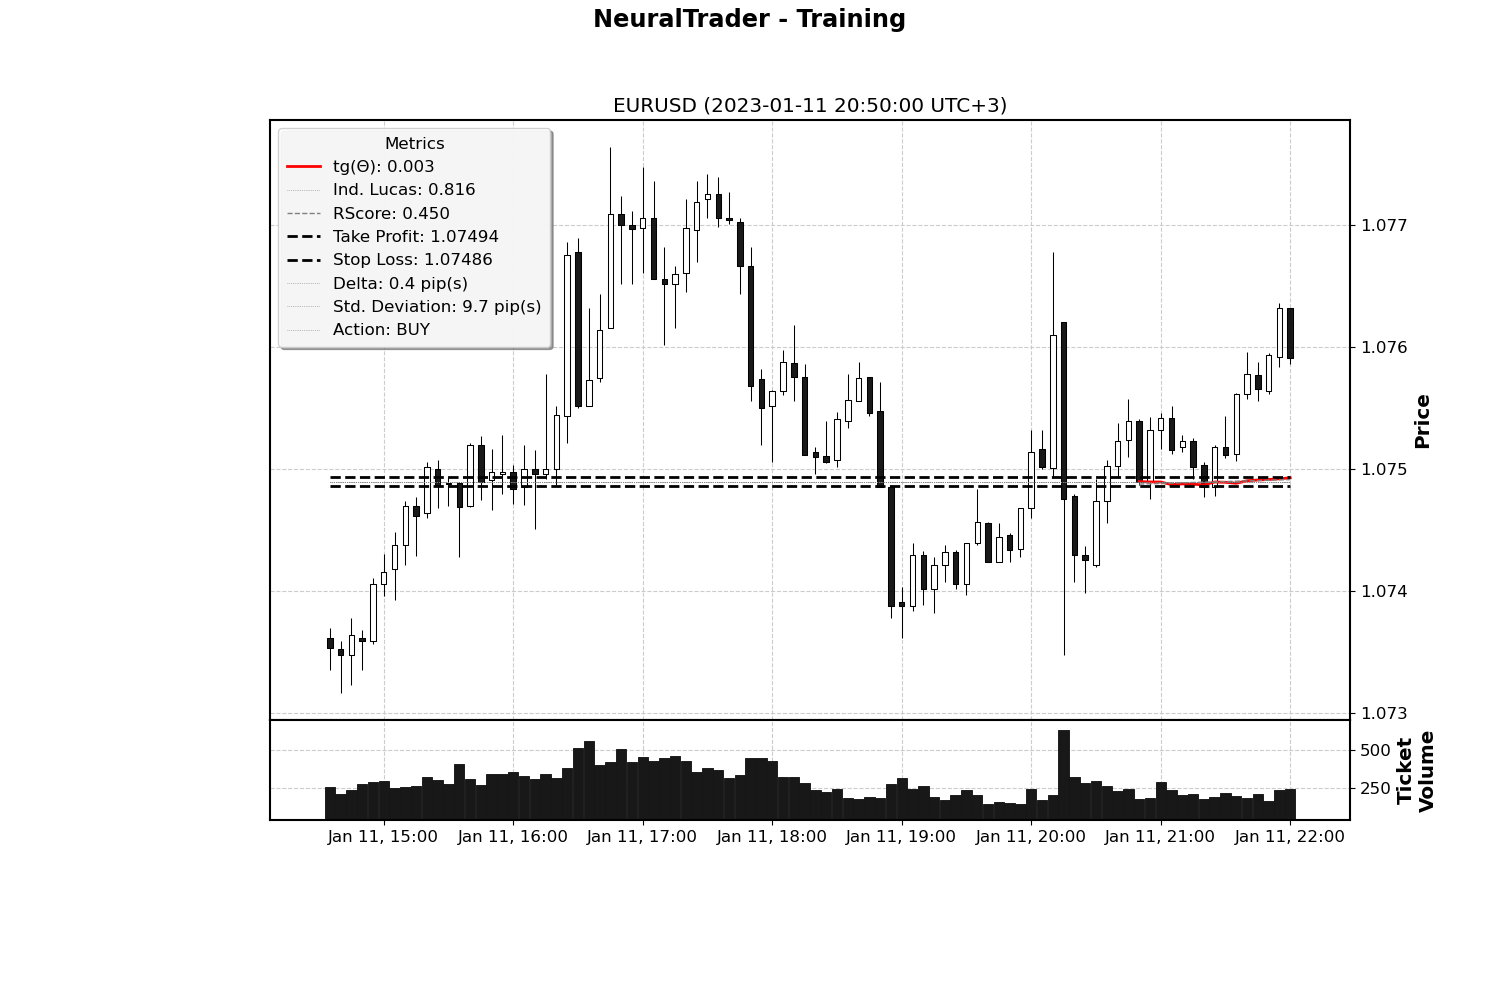 NeuralTrader - Training
EURUSD (2023-01-11 20:50:00 UTC+3)
Metrics
tg(Θ): 0.003
Ind. Lucas: 0.816
RScore: 0.450
Take Profit: 1.07494
Stop Loss: 1.07486
Delta: 0.4 pip(s)
Std. Deviation: 9.7 pip(s)
Action: BUY
1.077
1.076
1.075
1.074
1.073
Price
500
250
Ticket
Volume
Jan 11, 15:00
Jan 11, 16:00
Jan 11, 17:00
Jan 11, 18:00
Jan 11, 19:00
Jan 11, 20:00
Jan 11, 21:00
Jan 11, 22:00